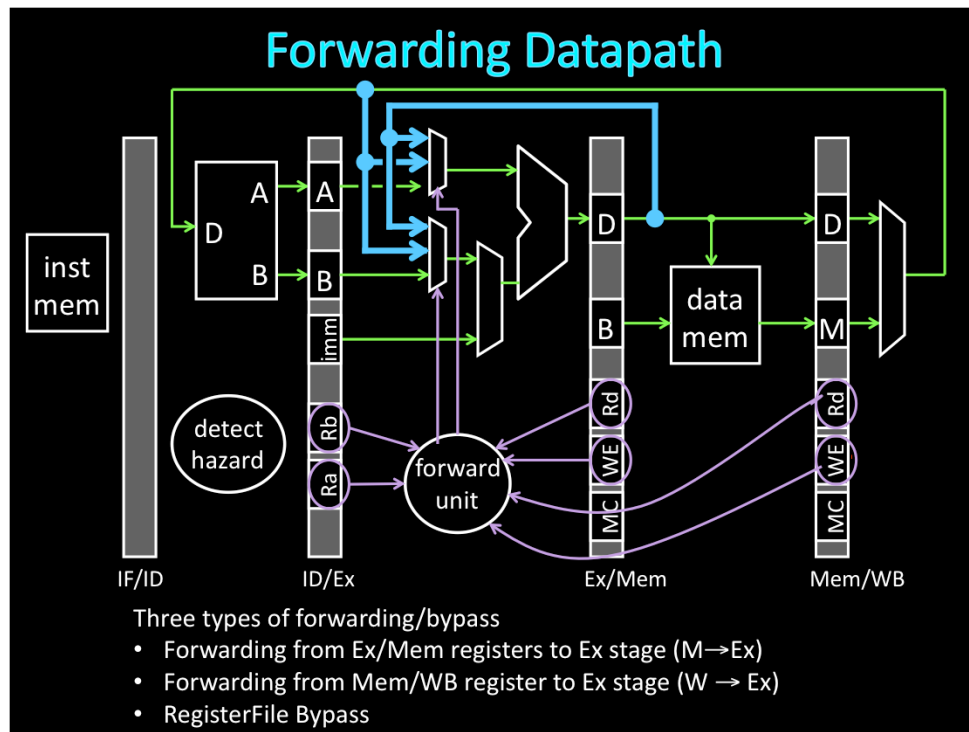 Forwarding Datapath
inst
mem
D
A
B
A
B
imm
Rb
Ra
detect
hazard
forward
unit
D
B
Rd
WE
MC
data
mem
D
M
Rd
WE
MC
IF/ID
ID/Ex
Ex/Mem
Mem/WB
Three types of forwarding/bypass
• Forwarding from Ex/Mem registers to Ex stage (M→Ex)
• Forwarding from Mem/WB register to Ex stage (W → Ex)
• RegisterFile Bypass